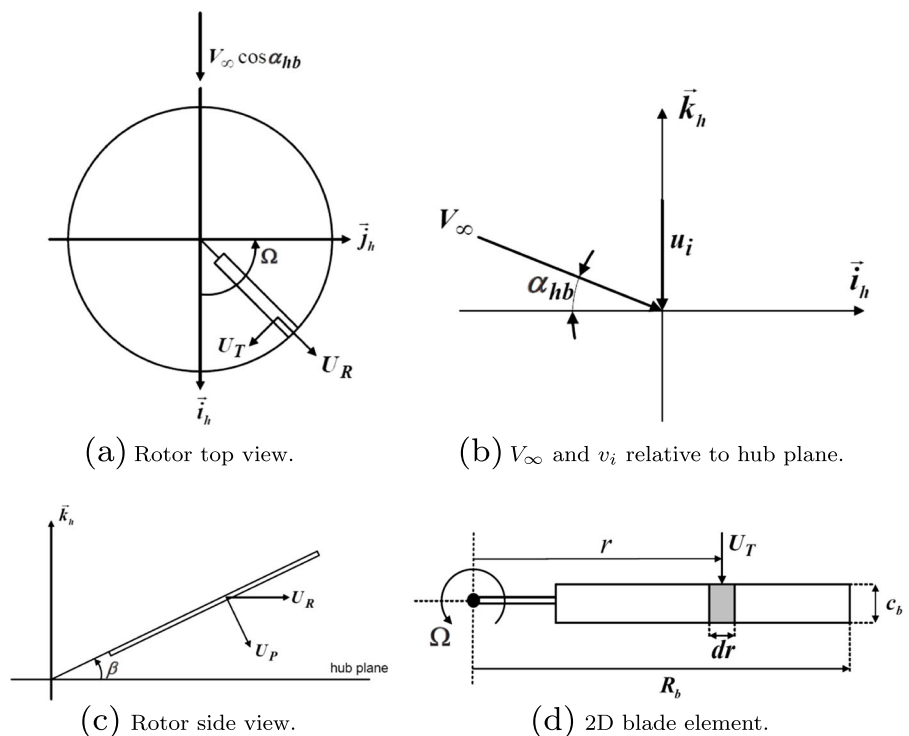 V∞ cos αhb
j⃗h
Ω
UT
UR
i⃗h
(a) Rotor top view.
k⃗h
V∞
ui
αhb
i⃗h
(b) V∞ and vi relative to hub plane.
k⃗h
UR
UP
β
hub plane
(c) Rotor side view.
r
UT
cb
Ω
dr
Rb
(d) 2D blade element.